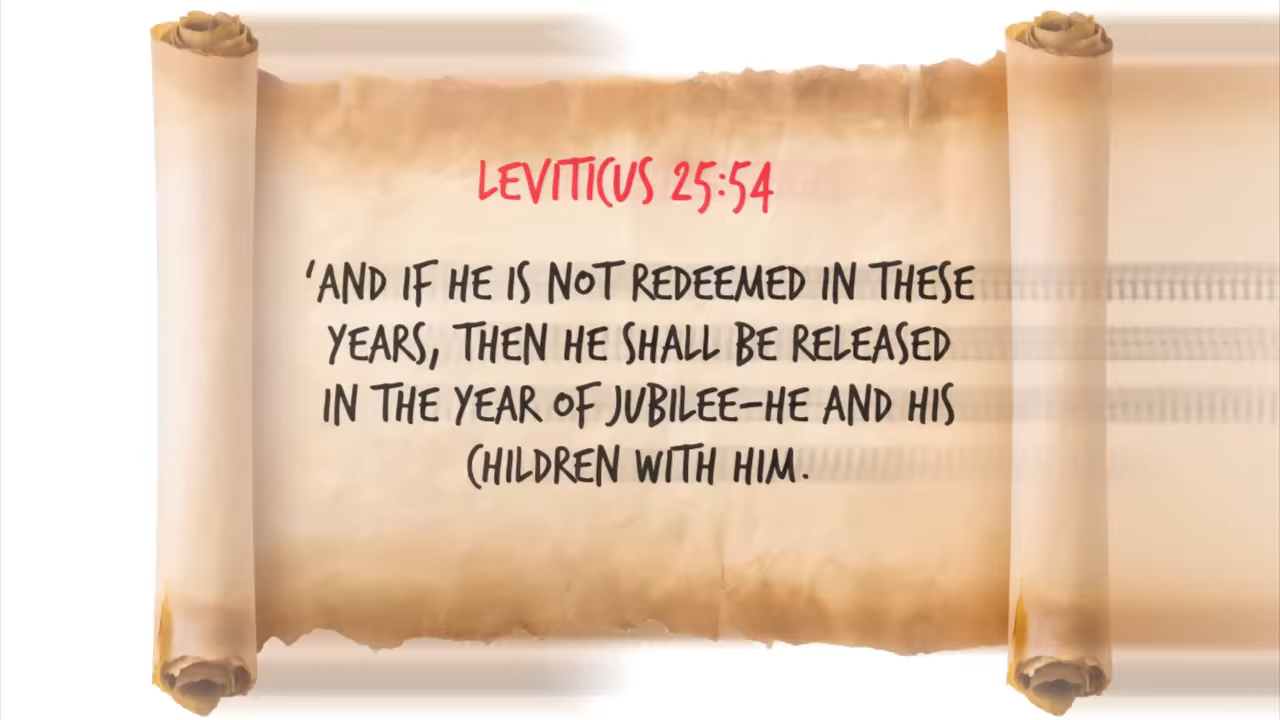 LEVITICUS 25:54
‘AND IF HE IS NOT REDEEMED IN THESE
YEARS, THEN HE SHALL BE RELEASED
IN THE YEAR OF JUBILEE–HE AND HIS
CHILDREN WITH HIM.